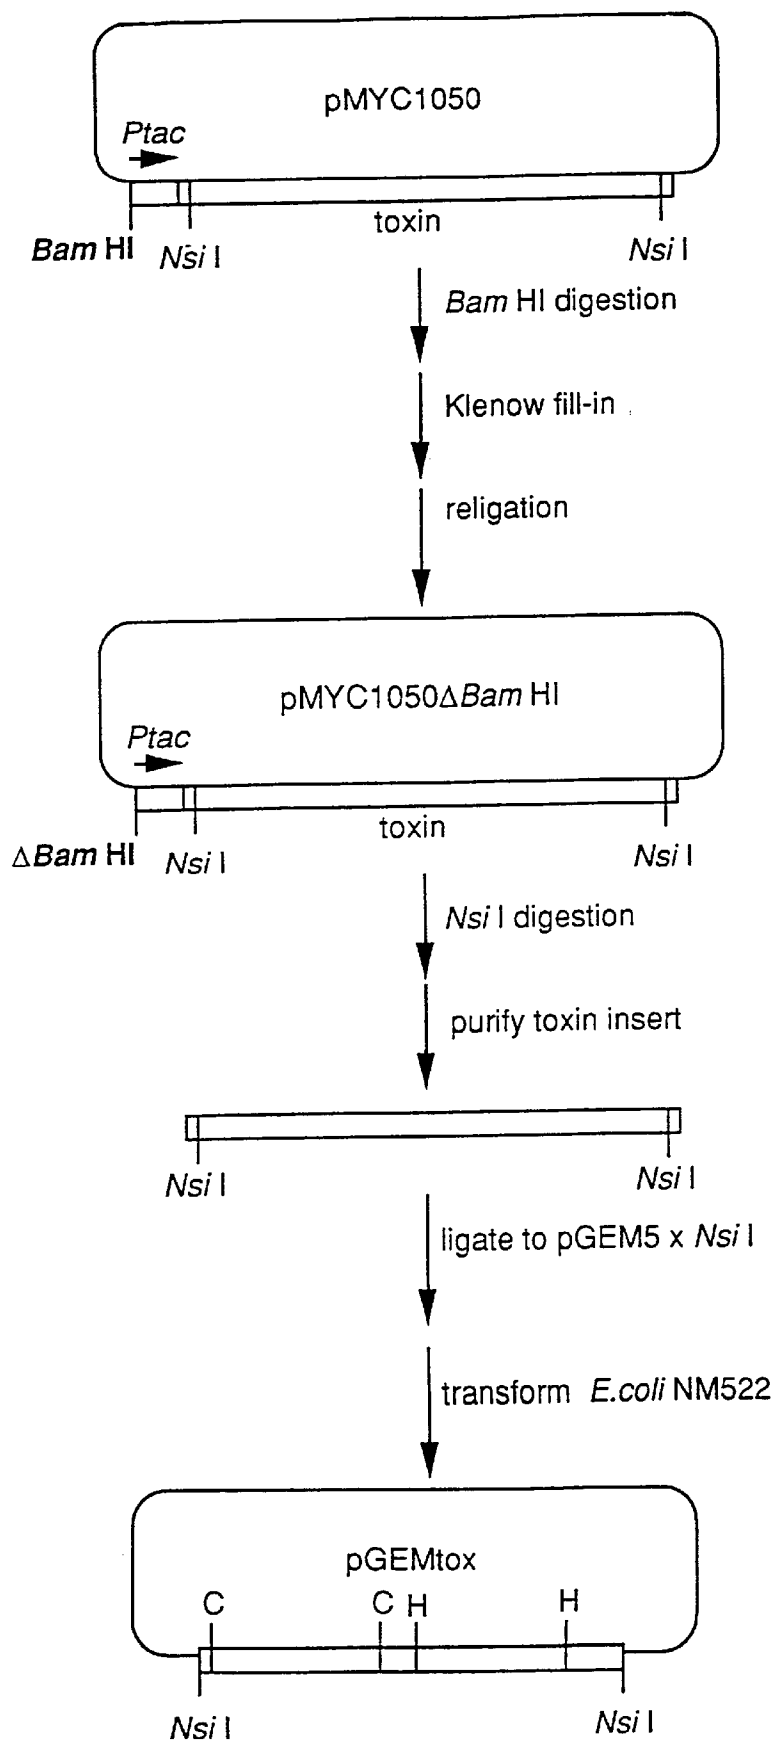 pMYC1050
Ptac
toxin
Bam HI
Nsi I
Nsi I
Bam HI digestion
Klenow fill-in
religation
pMYC1050ΔBam HI
Ptac
toxin
ΔBam HI
Nsi I
Nsi I
Nsi I digestion
purify toxin insert
Nsi I
Nsi I
ligate to pGEM5 x Nsi I
transform E.coli NM522
pGEMtox
C
C
H
H
Nsi I
Nsi I